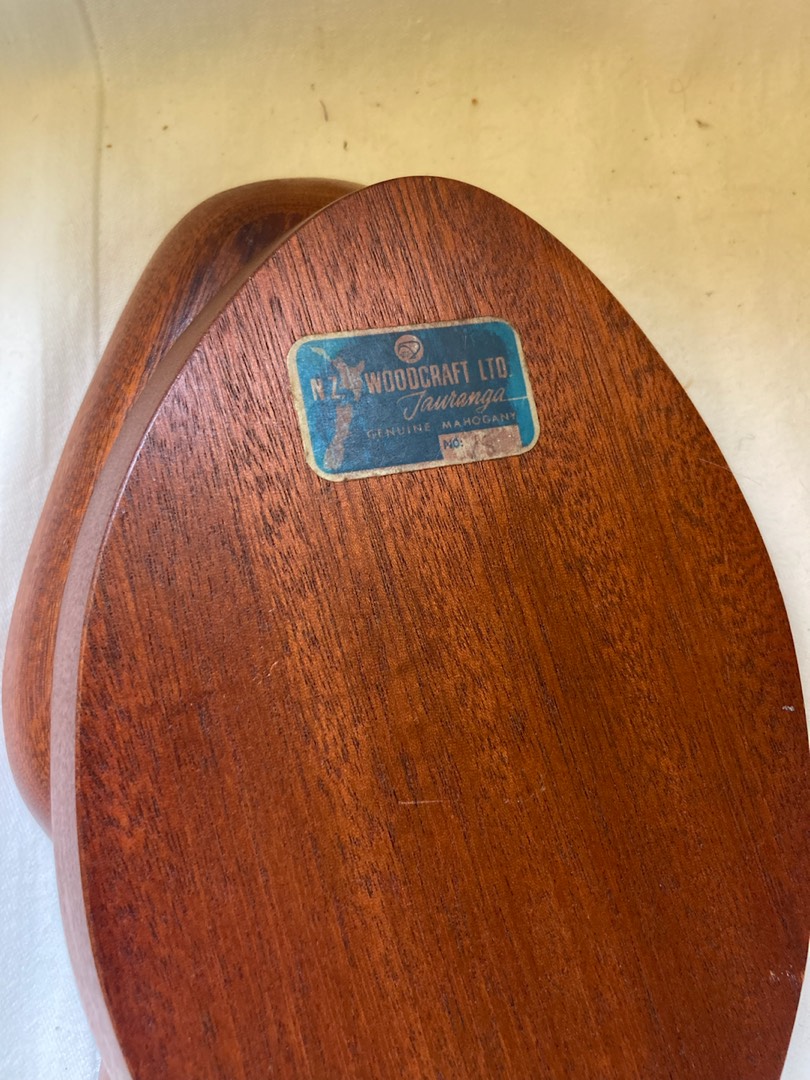 N.Z. WOODCRAFT LTD.
Tauranga
GENUINE MAHOGANY
NO: